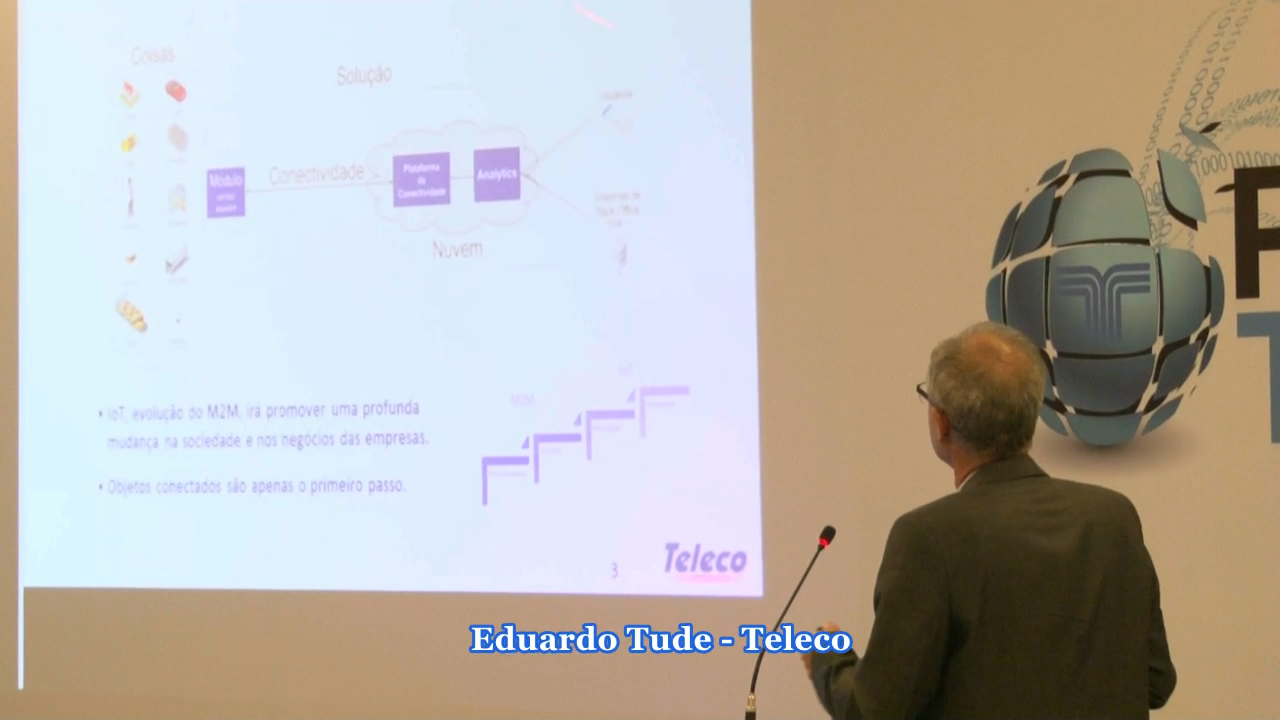 Coisas
Solução
Módulo
Conectividade
Plataforma
de
Conectividade
Analytics
Nuvem
• IoT, evolução do M2M, irá promover uma profunda
mudança na sociedade e nos negócios das empresas.
• Objetos conectados são apenas o primeiro passo.
M2M
IoT
3
Teleco
Eduardo Tude - Teleco